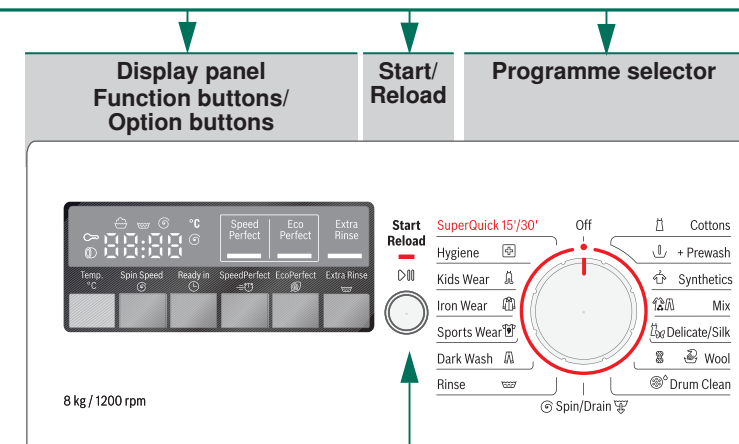 Display panel
Function buttons/
Option buttons
Start/
Reload
Programme selector
88:88
°C
Speed
Perfect
Eco
Perfect
Extra
Rinse
Temp.
°C
Spin Speed
Ready in
SpeedPerfect
EcoPerfect
Extra Rinse
8 kg / 1200 rpm
Start
Reload
SuperQuick 15'/30'
Hygiene
Kids Wear
Iron Wear
Sports Wear
Dark Wash
Rinse
Off
Cottons
+ Prewash
Synthetics
Mix
Delicate/Silk
Wool
Drum Clean
Spin/Drain